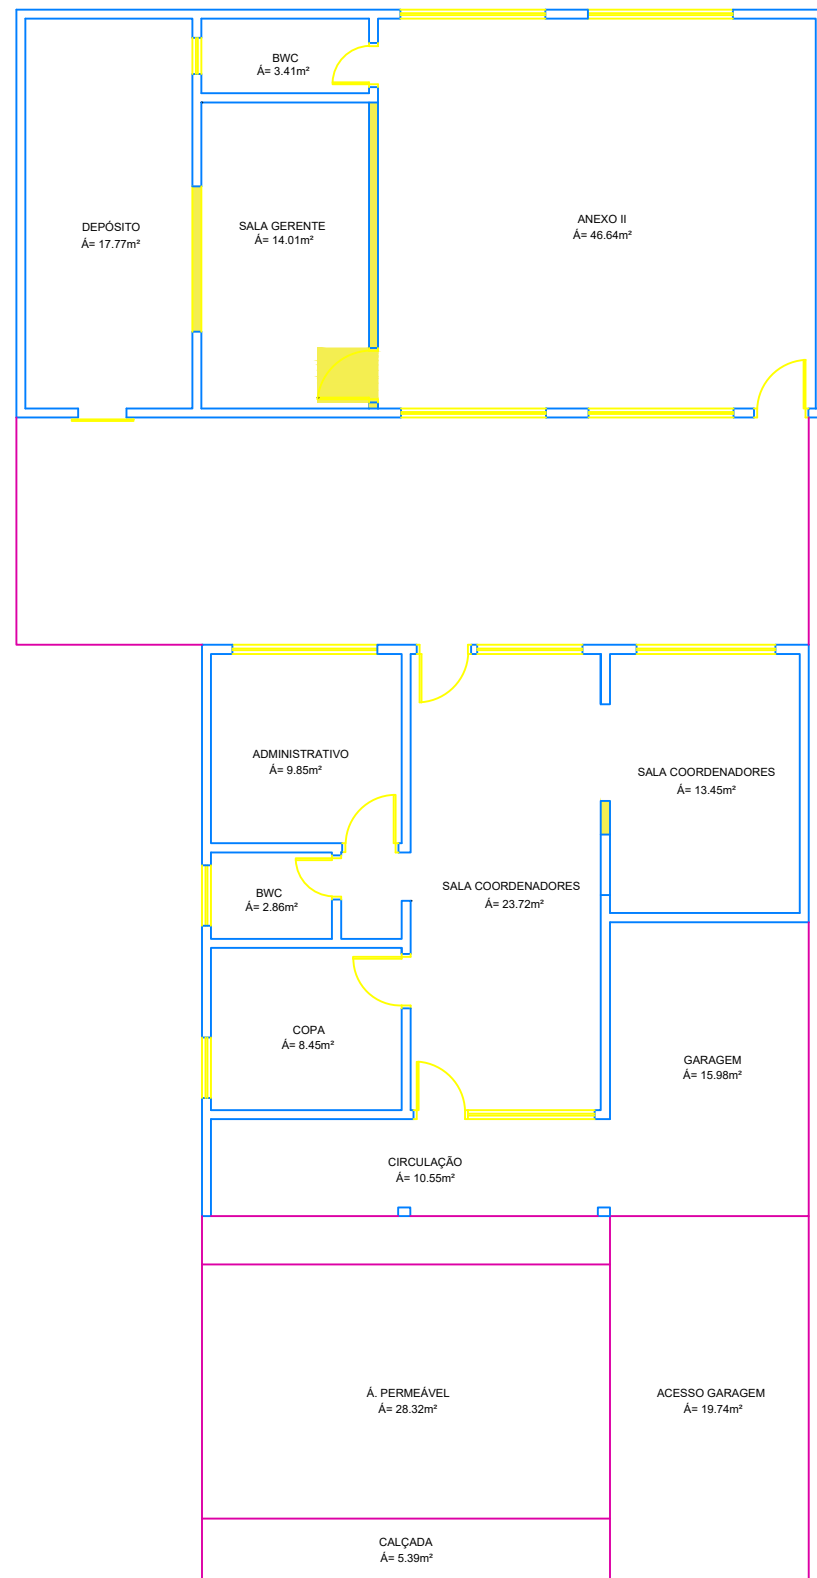 BWC
Á= 3.41m²
DEPÓSITO
Á= 17.77m²
SALA GERENTE
Á= 14.01m²
ANEXO II
Á= 46.64m²
ADMINISTRATIVO
Á= 9.85m²
SALA COORDENADORES
Á= 13.45m²
BWC
Á= 2.86m²
SALA COORDENADORES
Á= 23.72m²
COPA
Á= 8.45m²
GARAGEM
Á= 15.98m²
CIRCULAÇÃO
Á= 10.55m²
Á. PERMEÁVEL
Á= 28.32m²
ACESSO GARAGEM
Á= 19.74m²
CALÇADA
Á= 5.39m²